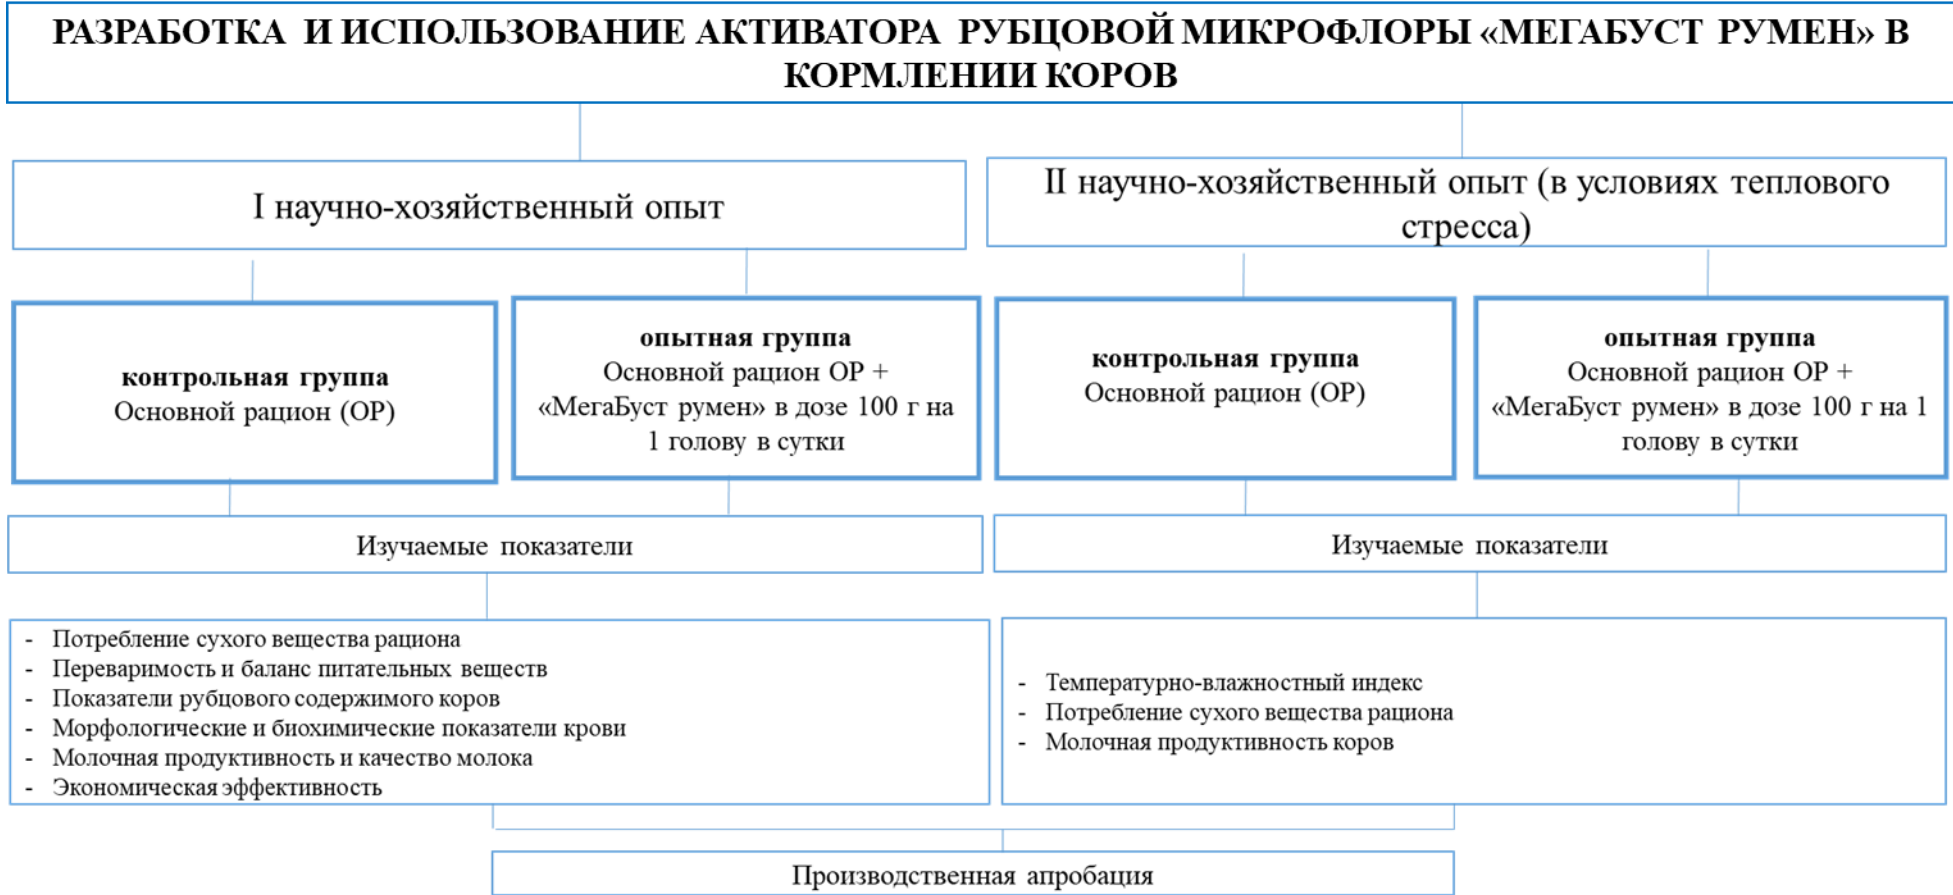 РАЗРАБОТКА И ИСПОЛЬЗОВАНИЕ АКТИВАТОРА РУБЦОВОЙ МИКРОФЛОРЫ «МЕГАБУСТ РУМЕН» В
КОРМЛЕНИИ КОРОВ
I научно-хозяйственный опыт
II научно-хозяйственный опыт (в условиях теплового
стресса)
контрольная группа
Основной рацион (ОР)
опытная группа
Основной рацион ОР +
«МегаБуст румен» в дозе 100 г на
1 голову в сутки
контрольная группа
Основной рацион (ОР)
опытная группа
Основной рацион ОР +
«МегаБуст румен» в дозе 100 г на 1
голову в сутки
Изучаемые показатели
Изучаемые показатели
- Потребление сухого вещества рациона
- Переваримость и баланс питательных веществ
- Показатели рубцового содержимого коров
- Морфологические и биохимические показатели крови
- Молочная продуктивность и качество молока
- Экономическая эффективность
- Температурно-влажностный индекс
- Потребление сухого вещества рациона
- Молочная продуктивность коров
Производственная апробация